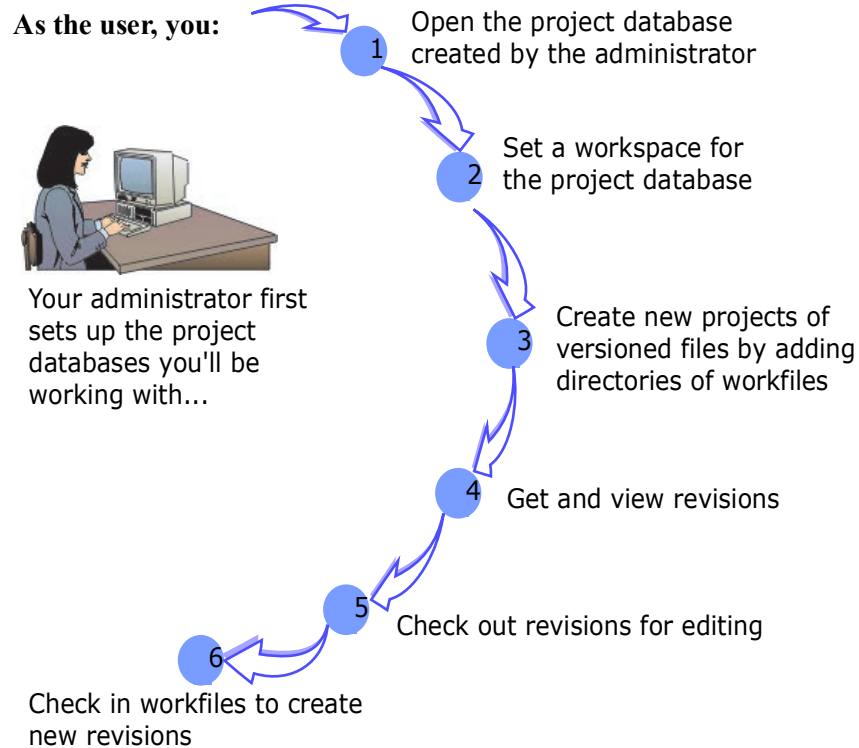 As the user, you:
1
Open the project database
created by the administrator
2
Set a workspace for
the project database
Your administrator first
sets up the project
databases you'll be
working with...
3
Create new projects of
versioned files by adding
directories of workfiles
4
Get and view revisions
5
Check out revisions for editing
6
Check in workfiles to create
new revisions